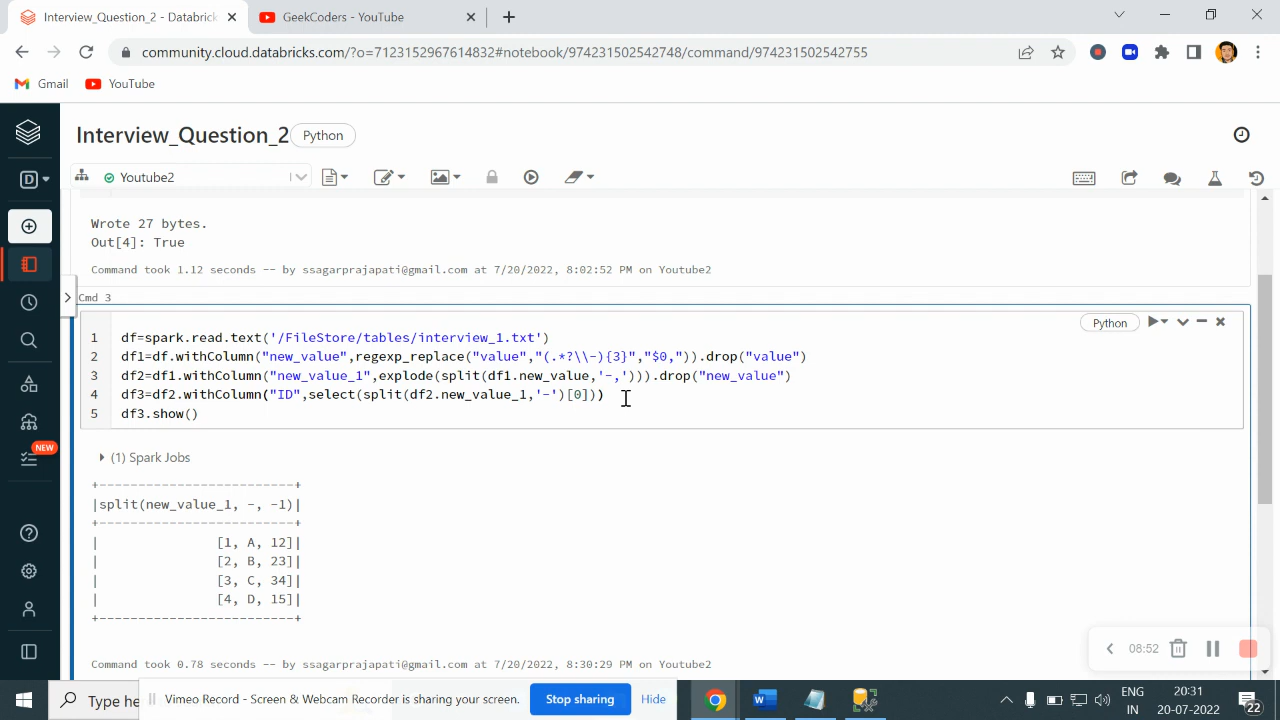 Interview_Question_2 - Databrick
GeekCoders - YouTube
community.cloud.databricks.com/?o=7123152967614832#notebook/974231502542748/command/974231502542755
Gmail
YouTube
Interview_Question_2
Python
D
Youtube2
Wrote 27 bytes.
Out[4]: True
Command took 1.12 seconds -- by ssagarprajapati@gmail.com at 7/20/2022, 8:02:52 PM on Youtube2
Cmd 3
Python
1 df=spark.read.text('/FileStore/tables/interview_1.txt')
2 df1=df.withColumn("new_value",regexp_replace("value","(.*?\\-){3}","$0,")).drop("value")
3 df2=df1.withColumn("new_value_1",explode(split(df1.new_value,'-,'))).drop("new_value")
4 df3=df2.withColumn("ID",select(split(df2.new_value_1,'-')[0]))
5 df3.show()
NEW
(1) Spark Jobs
+------------------------+
|split(new_value_1, -, -1)|
+------------------------+
| [1, A, 12]|
| [2, B, 23]|
| [3, C, 34]|
| [4, D, 15]|
+------------------------+
08:52
Command took 0.78 seconds -- by ssagarprajapati@gmail.com at 7/20/2022, 8:30:29 PM on Youtube2
Type he
Vimeo Record - Screen & Webcam Recorder is sharing your screen.
Stop sharing
Hide
ENG
IN
20:31
20-07-2022
22